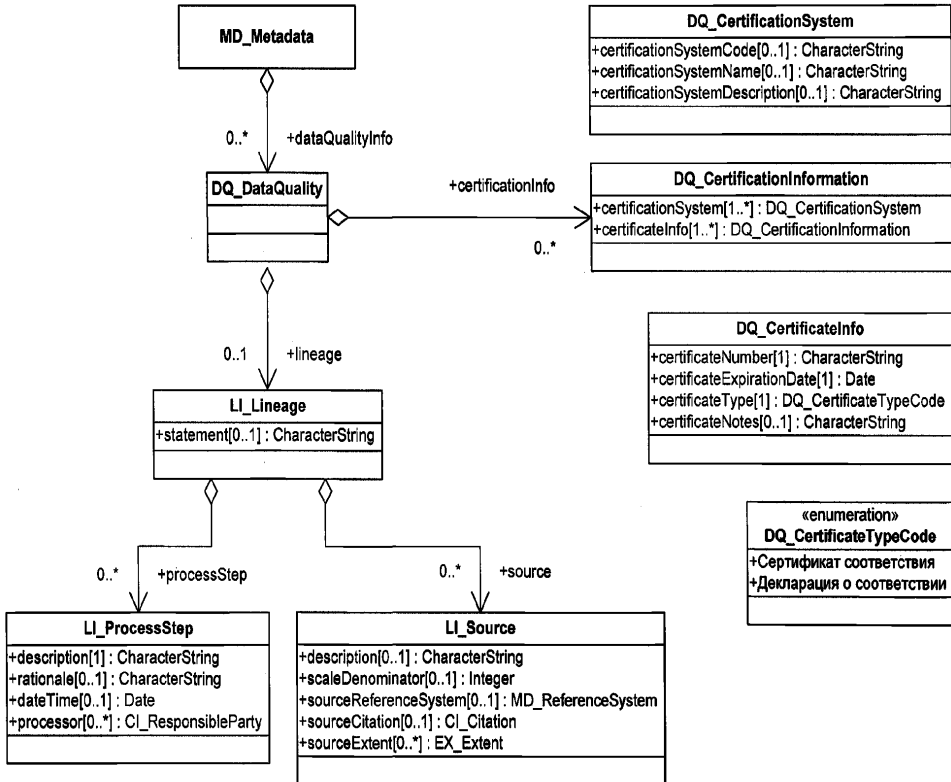 MD_Metadata
0..*
+dataQualityInfo
DQ_DataQuality
+certificationInfo
0..*
DQ_CertificationSystem
+certificationSystemCode[0..1] : CharacterString
+certificationSystemName[0..1] : CharacterString
+certificationSystemDescription[0..1] : CharacterString
DQ_CertificationInformation
+certificationSystem[1..*] : DQ_CertificationSystem
+certificateInfo[1..*] : DQ_CertificationInformation
0..1
+lineage
LI_Lineage
+statement[0..1] : CharacterString
DQ_CertificateInfo
+certificateNumber[1] : CharacterString
+certificateExpirationDate[1] : Date
+certificateType[1] : DQ_CertificateTypeCode
+certificateNotes[0..1] : CharacterString
«enumeration»
DQ_CertificateTypeCode
+Сертификат соответствия
+Декларация о соответствии
0..*
+processStep
0..*
+source
LI_ProcessStep
+description[1] : CharacterString
+rationale[0..1] : CharacterString
+dateTime[0..1] : Date
+processor[0..*] : CI_ResponsibleParty
LI_Source
+description[0..1] : CharacterString
+scaleDenominator[0..1] : Integer
+sourceReferenceSystem[0..1] : MD_ReferenceSystem
+sourceCitation[0..1] : CI_Citation
+sourceExtent[0..*] : EX_Extent